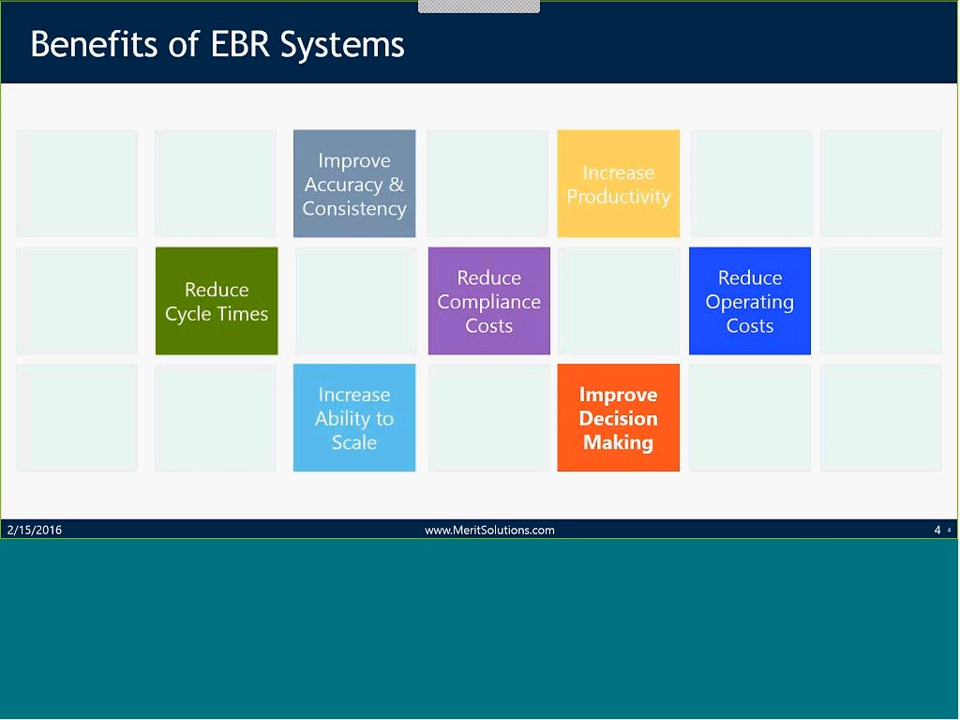 Benefits of EBR Systems
Improve
Accuracy &
Consistency
Increase
Productivity
Reduce
Cycle Times
Reduce
Compliance
Costs
Reduce
Operating
Costs
Increase
Ability to
Scale
Improve
Decision
Making
2/15/2016
www.MeritSolutions.com
4 4